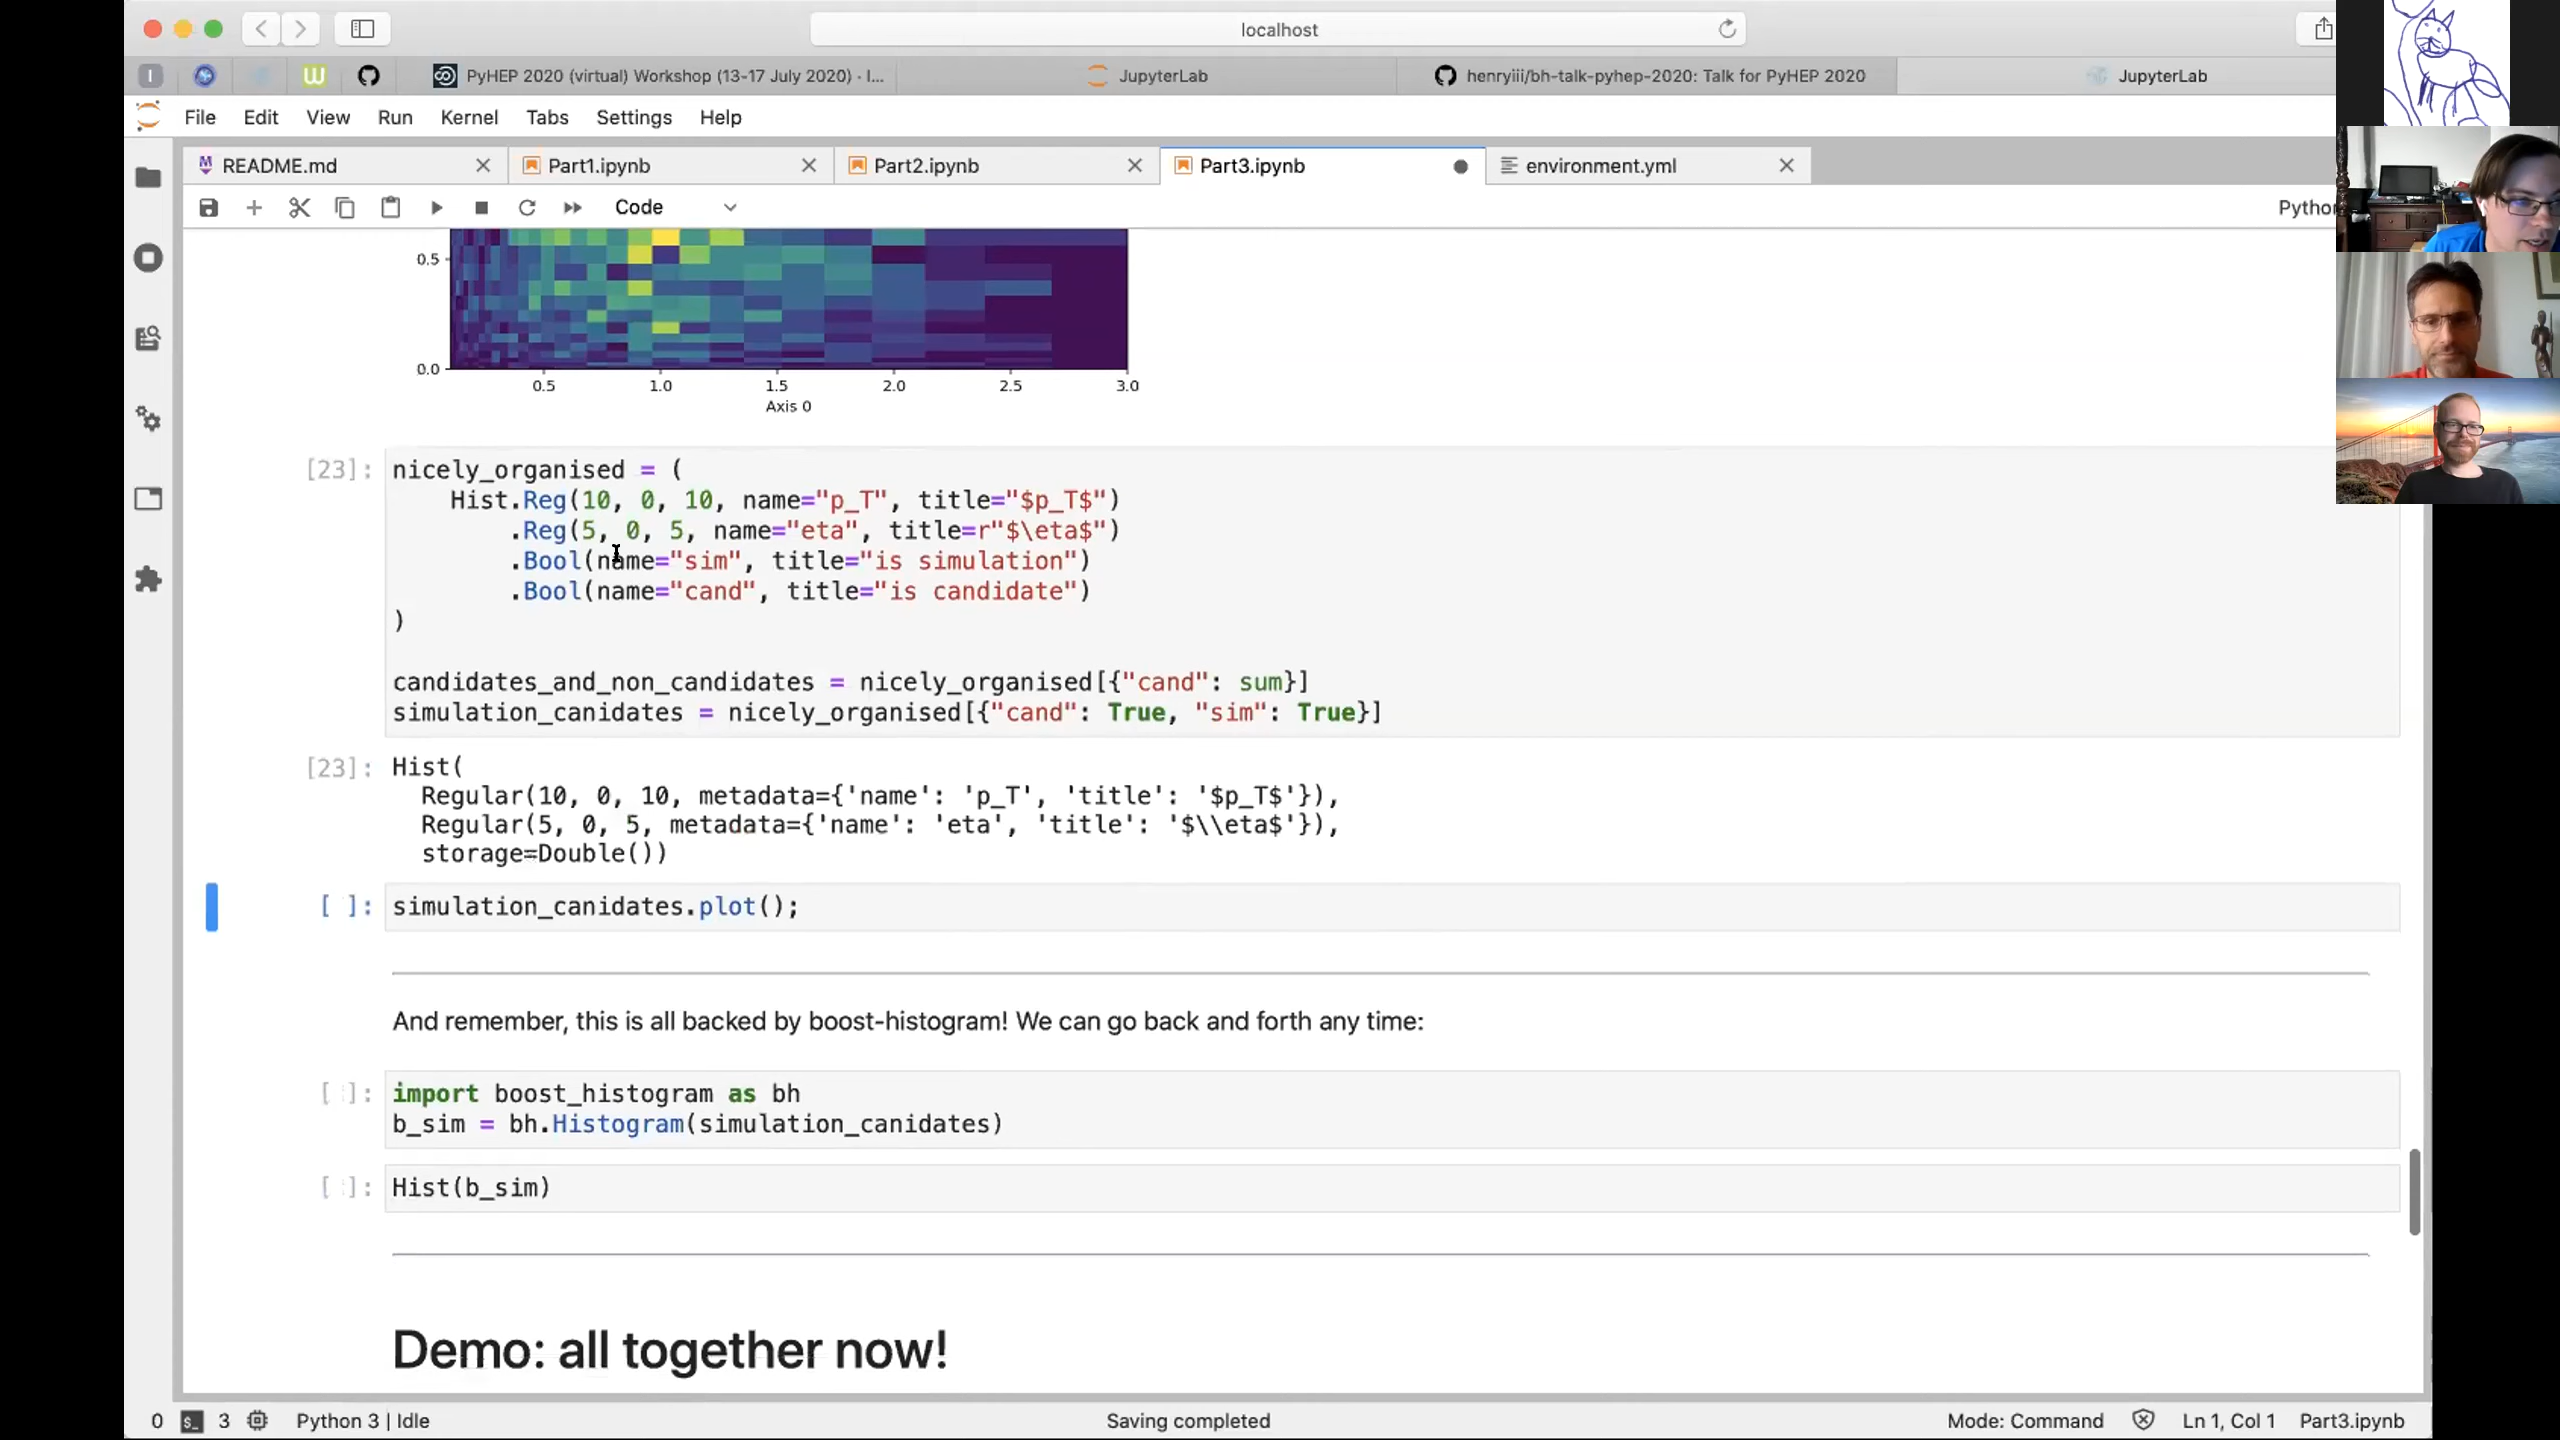 localhost
PyHEP 2020 (virtual) Workshop (13-17 July 2020) · I...
JupyterLab
henryiii/bh-talk-pyhep-2020: Talk for PyHEP 2020
JupyterLab
File Edit View Run Kernel Tabs Settings Help
README.md
Part1.ipynb
Part2.ipynb
Part3.ipynb
environment.yml
Code
Python
0.5
0.0
0.5 1.0 1.5 2.0 2.5 3.0
Axis 0
[23]: nicely_organised = (
Hist.Reg(10, 0, 10, name="p_T", title="$p_T$")
.Reg(5, 0, 5, name="eta", title=r"$\eta$")
.Bool(name="sim", title="is simulation")
.Bool(name="cand", title="is candidate")
)
candidates_and_non_candidates = nicely_organised[{"cand": sum}]
simulation_canidates = nicely_organised[{"cand": True, "sim": True}]
[23]: Hist(
Regular(10, 0, 10, metadata={'name': 'p_T', 'title': '$p_T$'}),
Regular(5, 0, 5, metadata={'name': 'eta', 'title': '$\\eta$'}),
storage=Double())
[ ]: simulation_canidates.plot();
And remember, this is all backed by boost-histogram! We can go back and forth any time:
[ ]: import boost_histogram as bh
b_sim = bh.Histogram(simulation_canidates)
[ ]: Hist(b_sim)
Demo: all together now!
0 $_ 3 Python 3 | Idle Saving completed Mode: Command Ln 1, Col 1 Part3.ipynb